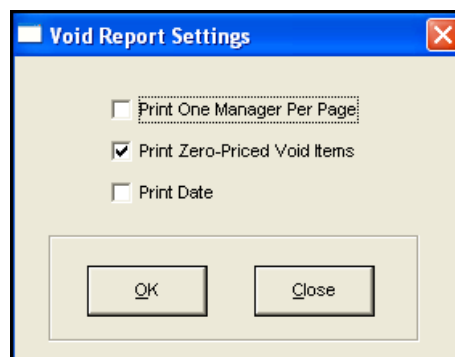 Void Report Settings
Print One Manager Per Page
Print Zero-Priced Void Items
Print Date
OK
Close